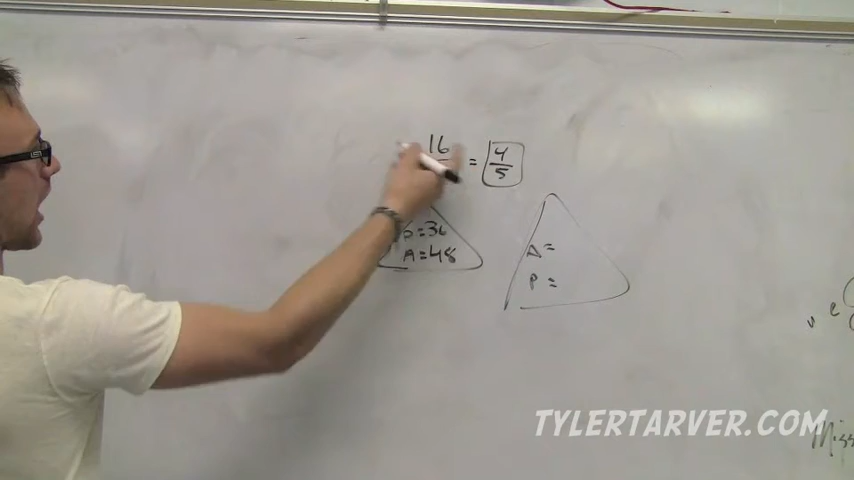 16 = 4/5
=36
A=48
A=
P=
TYLERTARVER.COM